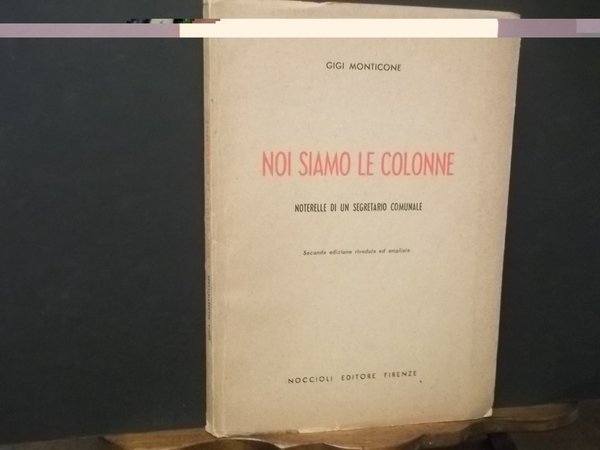 GIGI MONTICONE
NOI SIAMO LE COLONNE
NOTERELLE DI UN SEGRETARIO COMUNALE
Seconda edizione riveduta ed ampliata
NOCCIOLI EDITORE FIRENZE